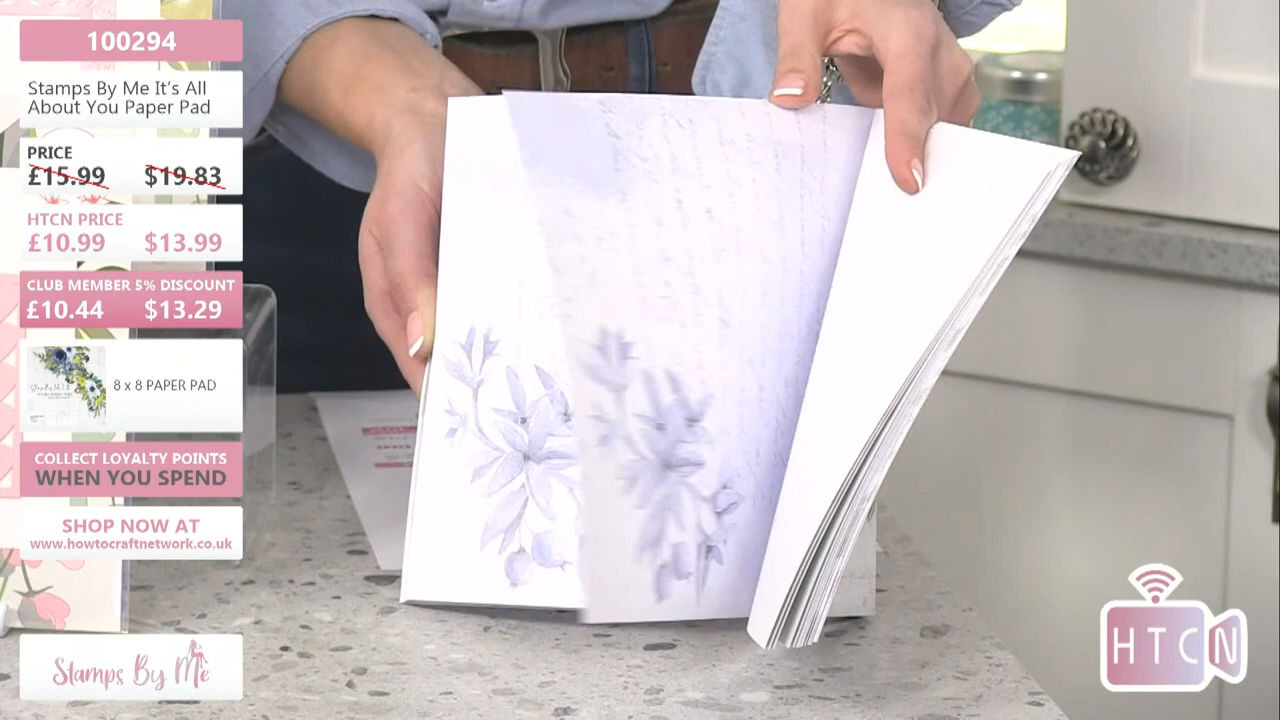 100294
Stamps By Me It's All
About You Paper Pad
PRICE
£15.99 $19.83
HTCN PRICE
£10.99 $13.99
CLUB MEMBER 5% DISCOUNT
£10.44 $13.29
8 x 8 PAPER PAD
COLLECT LOYALTY POINTS
WHEN YOU SPEND
SHOP NOW AT
www.howtocraftnetwork.co.uk
Stamps By Me
HTCN